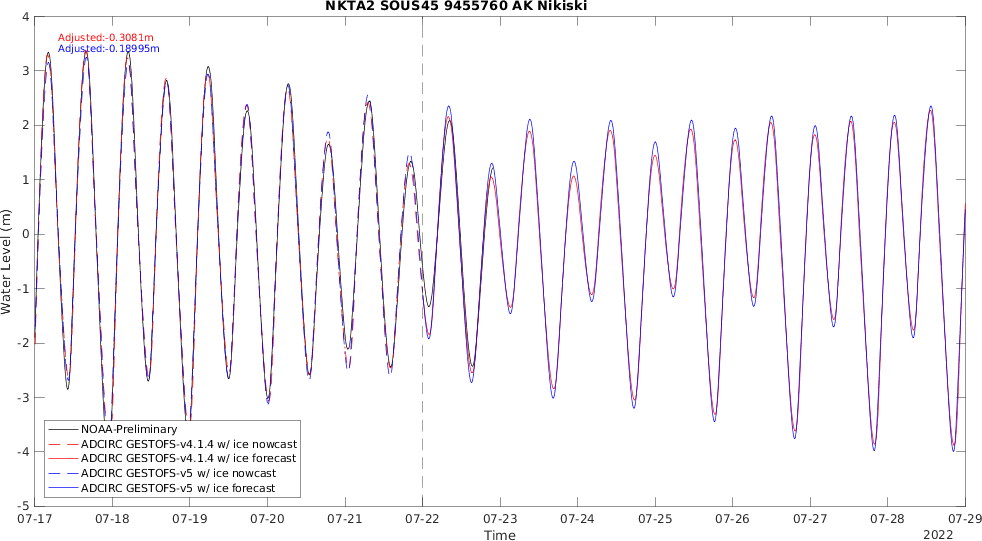 NKTA2 SOUS45 9455760 AK Nikiski
Adjusted:-0.3081m
Adjusted:-0.18995m
Water Level (m)
4
3
2
1
0
-1
-2
-3
-4
-5
NOAA-Preliminary
ADCIRC GESTOFS-v4.1.4 w/ ice nowcast
ADCIRC GESTOFS-v4.1.4 w/ ice forecast
ADCIRC GESTOFS-v5 w/ ice nowcast
ADCIRC GESTOFS-v5 w/ ice forecast
07-17 07-18 07-19 07-20 07-21 07-22 07-23 07-24 07-25 07-26 07-27 07-28 07-29
Time
2022